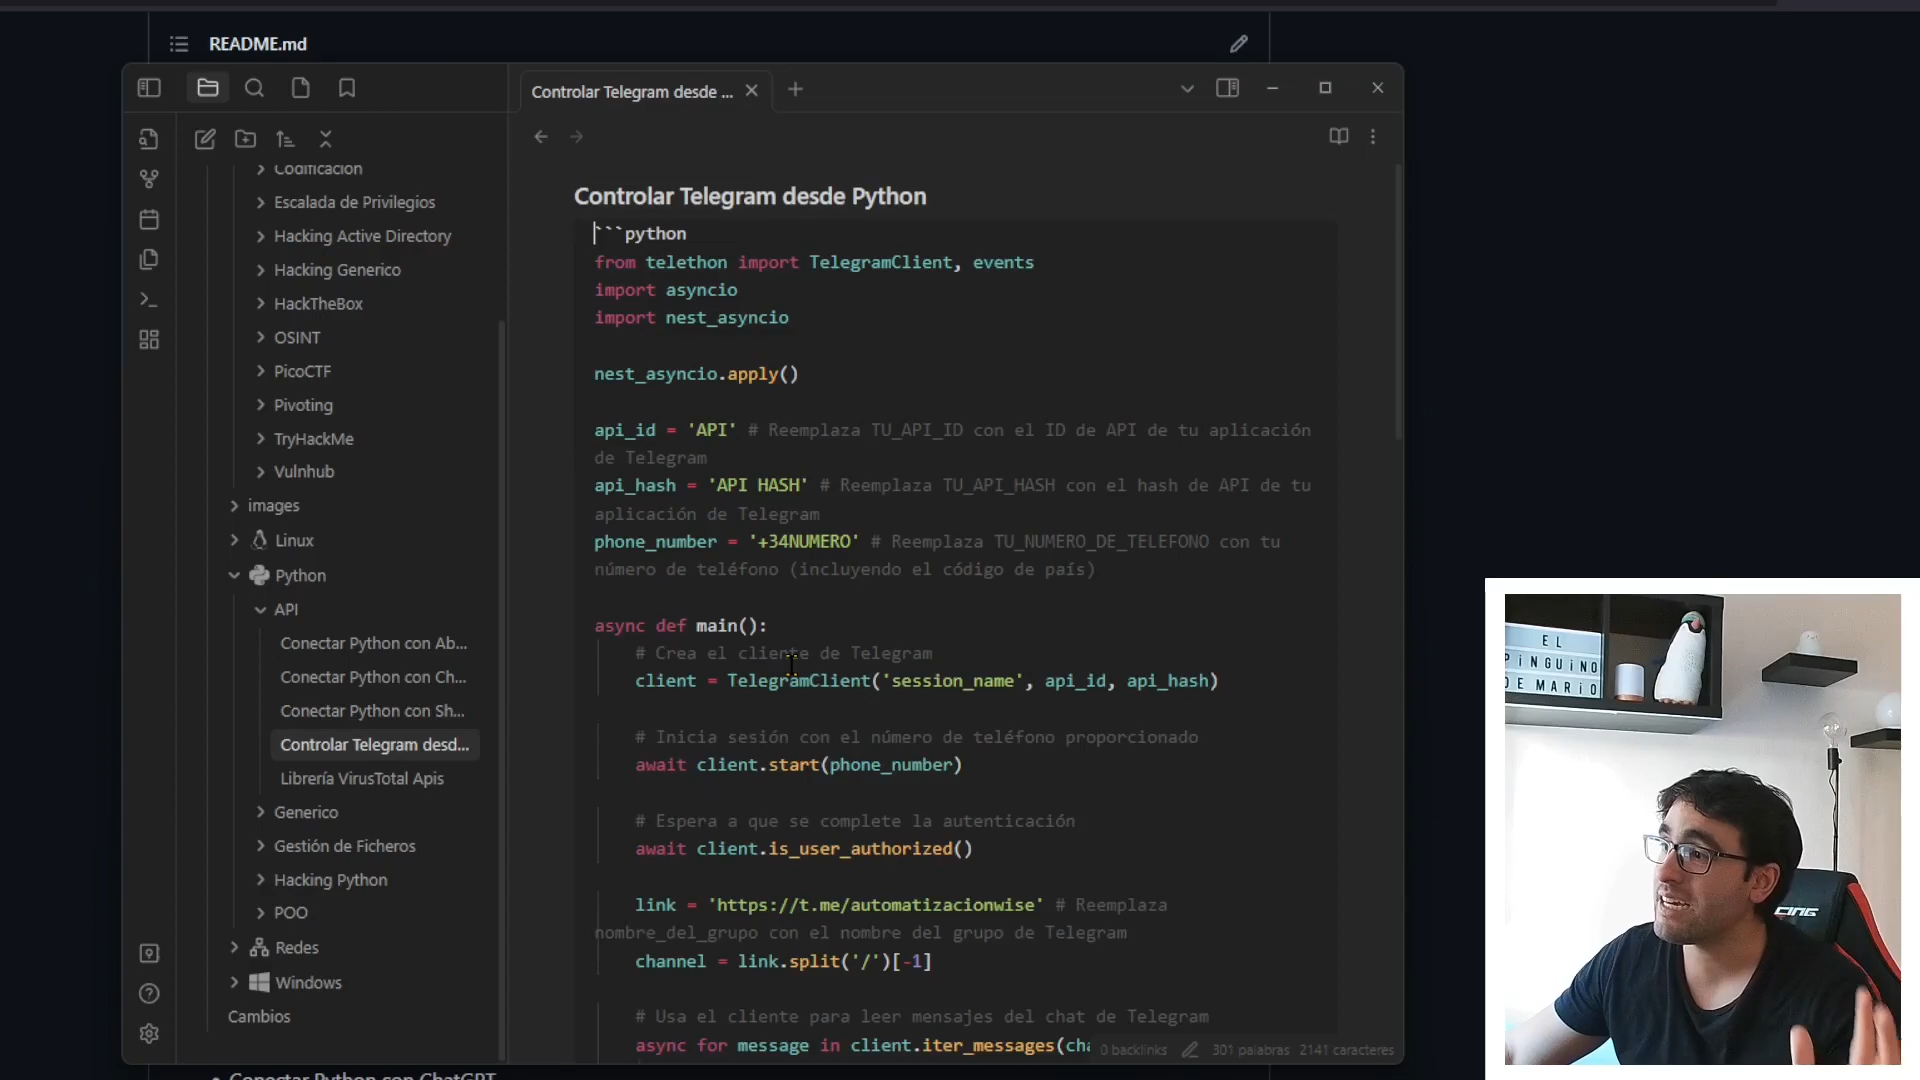 README.md
Controlar Telegram desde ...
Codificacion
Escalada de Privilegios
Hacking Active Directory
Hacking Generico
HackTheBox
OSINT
PicoCTF
Pivoting
TryHackMe
Vulnhub
images
Linux
Python
API
Conectar Python con Ab...
Conectar Python con Ch...
Conectar Python con Sh...
Controlar Telegram desd...
Librería VirusTotal Apis
Generico
Gestión de Ficheros
Hacking Python
POO
Redes
Windows
Cambios
Controlar Telegram desde Python
```python
from telethon import TelegramClient, events
import asyncio
import nest_asyncio
nest_asyncio.apply()
api_id = 'API' # Reemplaza TU_API_ID con el ID de API de tu aplicación
de Telegram
api_hash = 'API HASH' # Reemplaza TU_API_HASH con el hash de API de tu
aplicación de Telegram
phone_number = '+34NUMERO' # Reemplaza TU_NUMERO_DE_TELEFONO con tu
número de teléfono (incluyendo el código de país)
async def main():
# Crea el cliente de Telegram
client = TelegramClient('session_name', api_id, api_hash)
# Inicia sesión con el número de teléfono proporcionado
await client.start(phone_number)
# Espera a que se complete la autenticación
await client.is_user_authorized()
link = 'https://t.me/automatizacionwise' # Reemplaza
nombre_del_grupo con el nombre del grupo de Telegram
channel = link.split('/')[-1]
# Usa el cliente para leer mensajes del chat de Telegram
async for message in client.iter_messages(cha
0 backlinks 301 palabras 2141 caracteres
Conectar Python con ChatGPT
EL
PiNGUiNO
DE MARiO